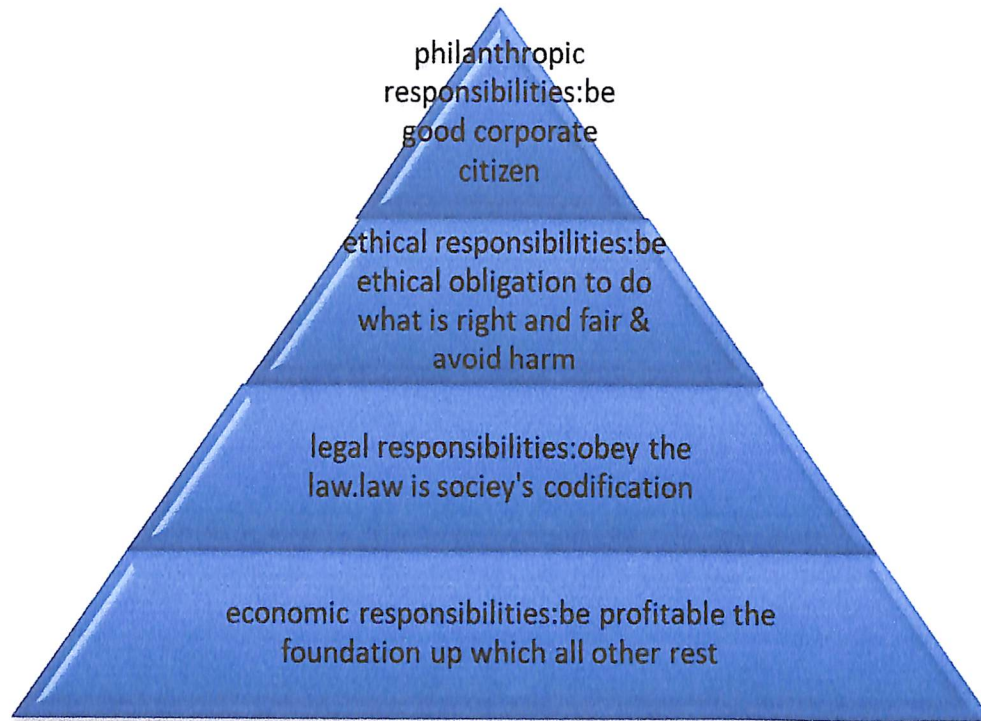 philanthropic
responsibilities:be
good corporate
citizen
ethical responsibilities:be
ethical obligation to do
what is right and fair &
avoid harm
legal responsibilities:obey the
law.law is sociey's codification
economic responsibilities:be profitable the
foundation up which all other rest